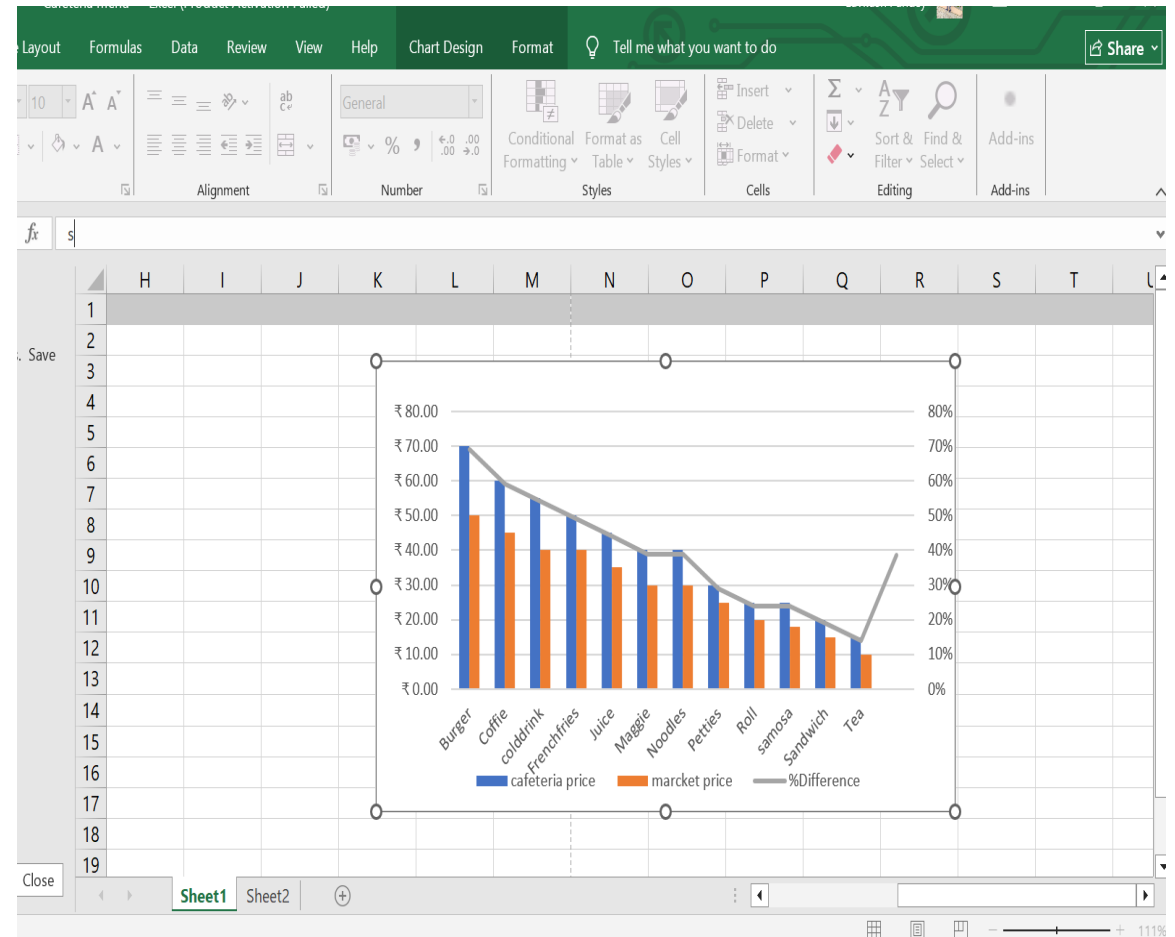 Layout Formulas Data Review View Help Chart Design Format Tell me what you want to do Share
10 A A ab General Insert Σ A Z
Delete
A % 9 .00 .00 Conditional Format as Cell Format Sort & Find & Add-ins
Formatting Table Styles Filter Select
Alignment Number Styles Cells Editing Add-ins
fx s
H I J K L M N O P Q R S T
1
2
Save
3
4
5
6
7
8
9
10
11
12
13
14
15
16
17
18
19
₹80.00 80%
₹70.00 70%
₹60.00 60%
₹50.00 50%
₹40.00 40%
₹30.00 30%
₹20.00 20%
₹10.00 10%
₹0.00 0%
Burger Coffie colddrink Frenchfries Juice Maggie Noodles Petties Roll samosa Sandwich Tea
cafeteria price marcket price %Difference
Close
Sheet1 Sheet2
111%